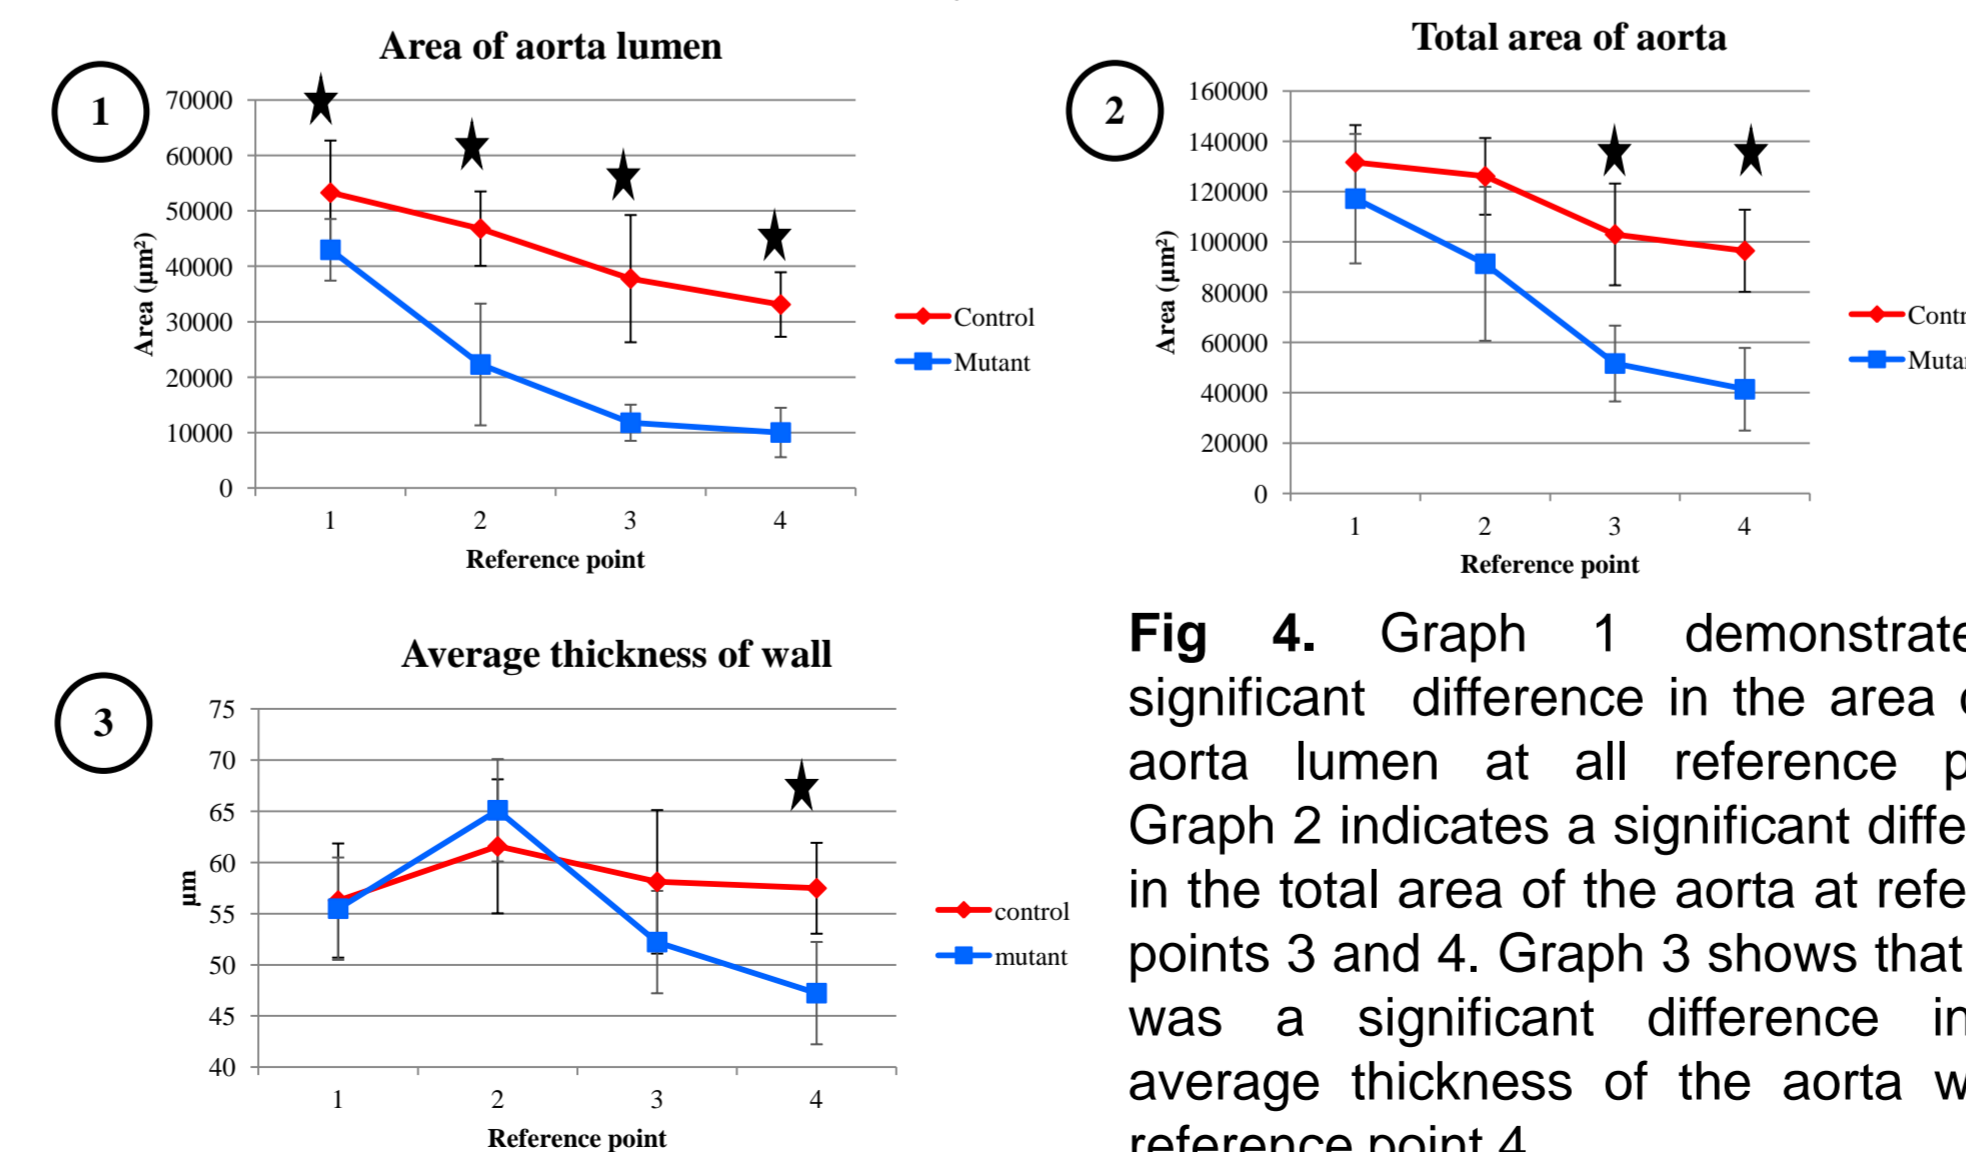 Area of aorta lumen
1
70000
60000
50000
40000
30000
20000
10000
0
Area (µm²)
1 2 3 4
Reference point
Control
Mutant
Total area of aorta
2
160000
140000
120000
100000
80000
60000
40000
20000
0
Area (µm²)
1 2 3 4
Reference point
Average thickness of wall
3
75
70
65
60
55
50
45
40
µm
1 2 3 4
Reference point
control
mutant
Fig 4. Graph 1
significant difference in the area
aorta lumen at all reference
Graph 2 indicates a significant
in the total area of the aorta at
points 3 and 4. Graph 3 shows that
was a significant difference in
average thickness of the aorta
reference point 4